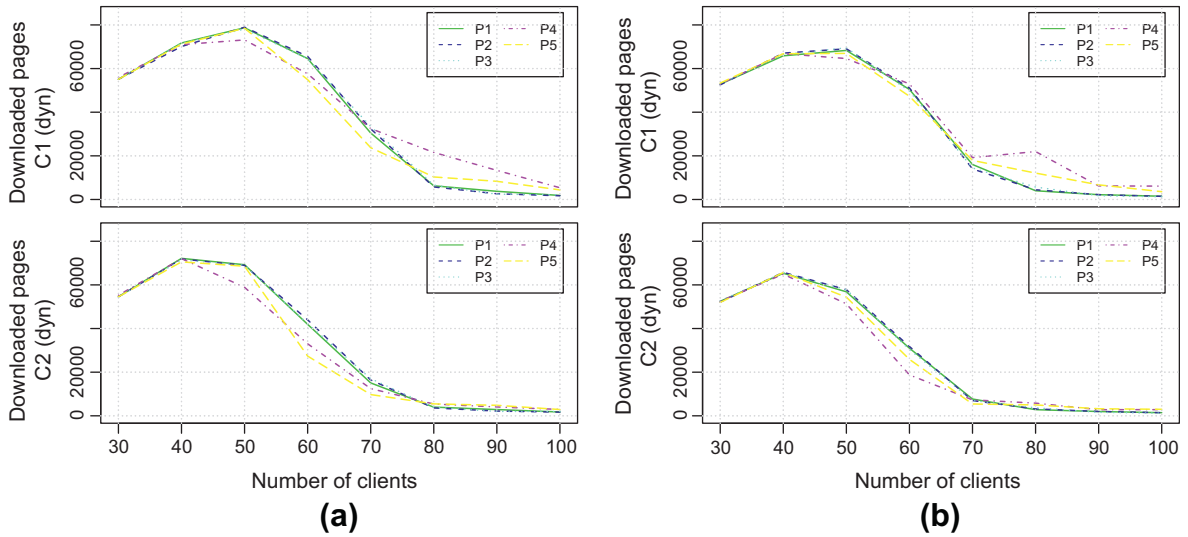 Downloaded pages
C1 (dyn)
60000
20000
0
P1
P2
P3
P4
P5
Downloaded pages
C2 (dyn)
60000
20000
0
P1
P2
P3
P4
P5
30 40 50 60 70 80 90 100
Number of clients
(a)
Downloaded pages
C1 (dyn)
60000
20000
0
P1
P2
P3
P4
P5
Downloaded pages
C2 (dyn)
60000
20000
0
P1
P2
P3
P4
P5
30 40 50 60 70 80 90 100
Number of clients
(b)